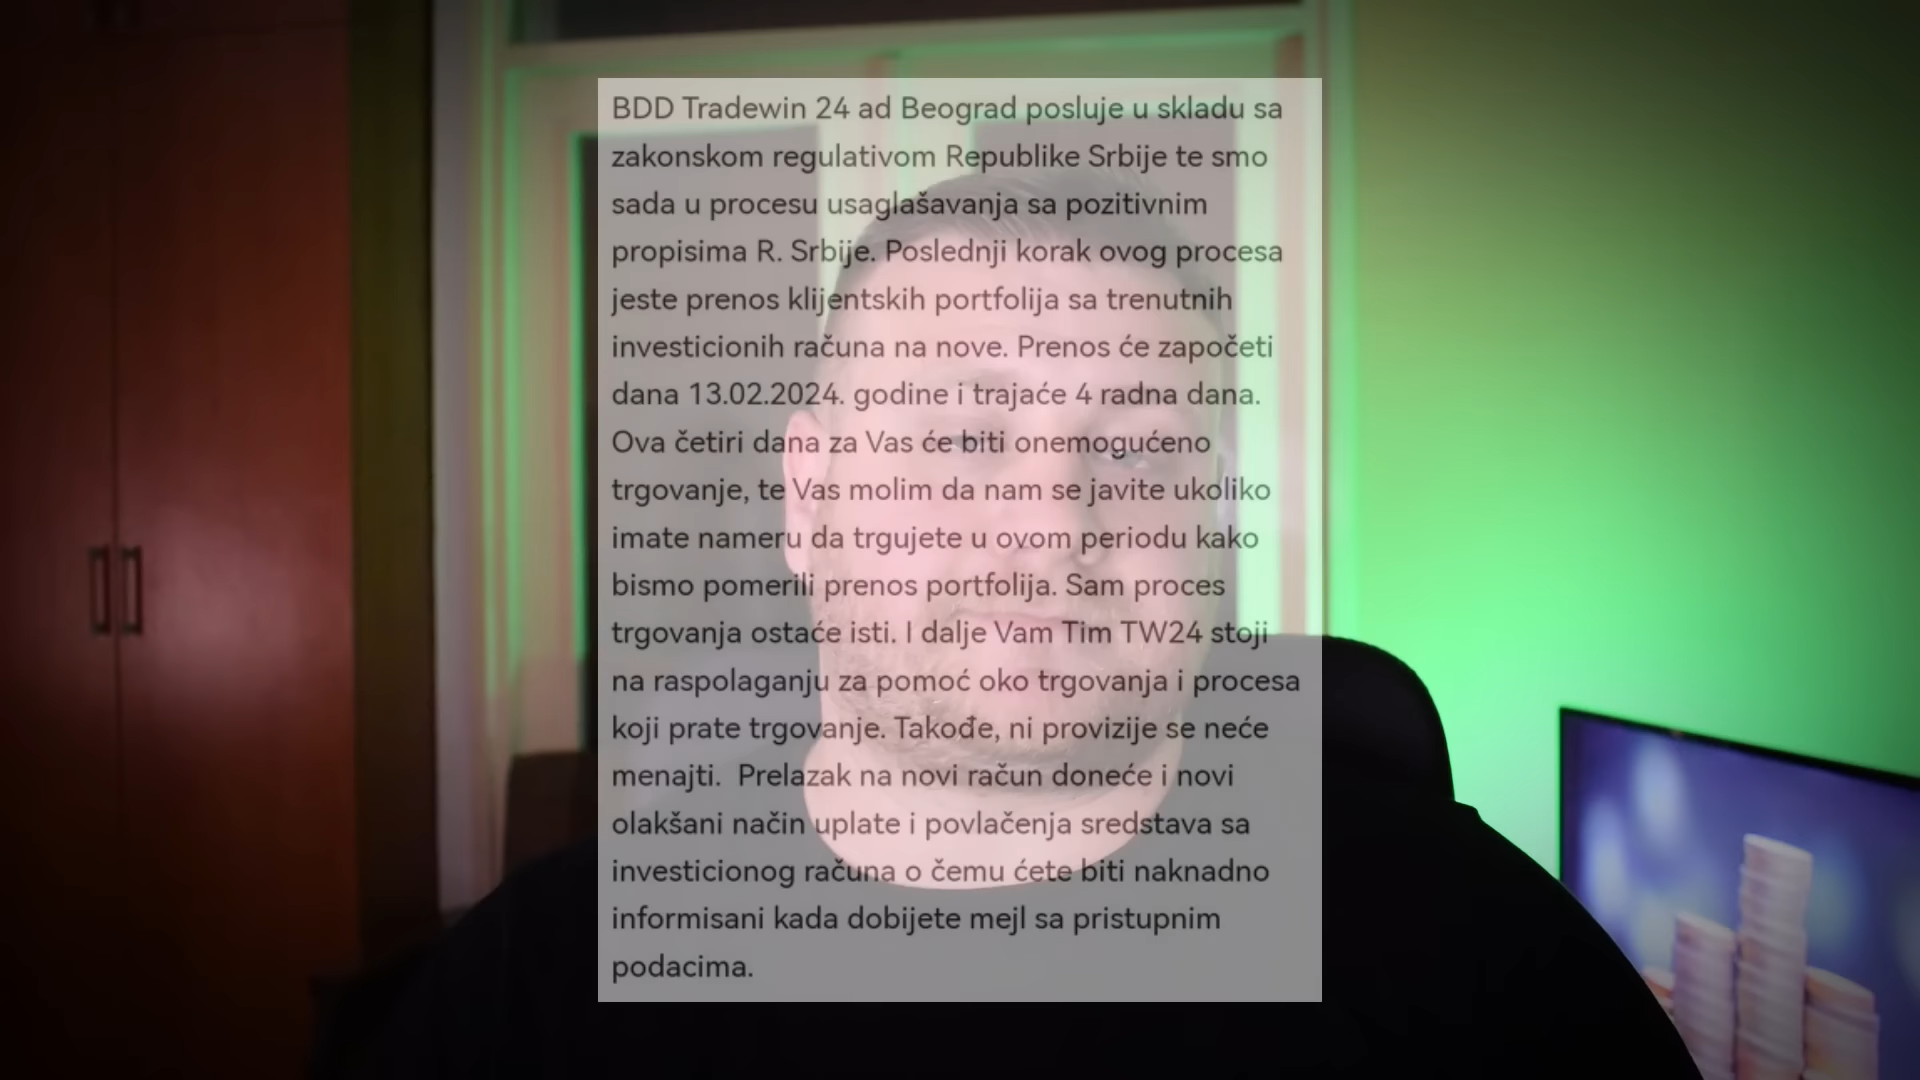 BDD Tradewin 24 ad Beograd posluje u skladu sa
zakonskom regulativom Republike Srbije te smo
sada u procesu usaglašavanja sa pozitivnim
propisima R. Srbije. Poslednji korak ovog procesa
jeste prenos klijentskih portfolija sa trenutnih
investicionih računa na nove. Prenos će započeti
dana 13.02.2024. godine i trajaće 4 radna dana.
Ova četiri dana za Vas će biti onemogućeno
trgovanje, te Vas molim da nam se javite ukoliko
imate nameru da trgujete u ovom periodu kako
bismo pomerili prenos portfolija. Sam proces
trgovanja ostaće isti. I dalje Vam Tim TW24 stoji
na raspolaganju za pomoć oko trgovanja i procesa
koji prate trgovanje. Takođe, ni provizije se neće
menajti.  Prelazak na novi račun doneće i novi
olakšani način uplate i povlačenja sredstava sa
investicionog računa o čemu ćete biti naknadno
informisani kada dobijete mejl sa pristupnim
podacima.